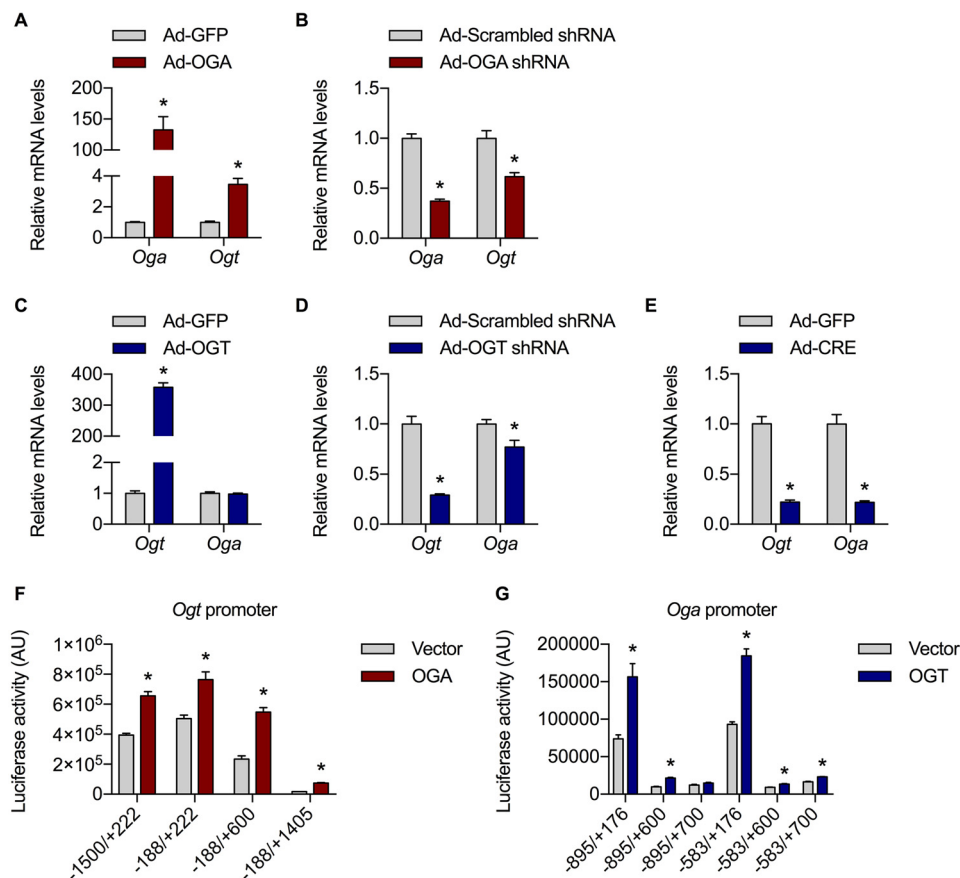 A
Ad-GFP
Ad-OGA
Relative mRNA levels
200
150
100
4
2
0
*
*
Oga
Ogt
B
Ad-Scrambled shRNA
Ad-OGA shRNA
Relative mRNA levels
1.5
1.0
0.5
0.0
*
*
Oga
Ogt
C
Ad-GFP
Ad-OGT
Relative mRNA levels
400
300
200
2
1
0
*
Ogt
Oga
D
Ad-Scrambled shRNA
Ad-OGT shRNA
Relative mRNA levels
1.5
1.0
0.5
0.0
*
*
Ogt
Oga
E
Ad-GFP
Ad-CRE
Relative mRNA levels
1.5
1.0
0.5
0.0
*
*
Ogt
Oga
F
Ogt promoter
Vector
OGA
Luciferase activity (AU)
1×10⁶
8×10⁵
6×10⁵
4×10⁵
2×10⁵
0
*
*
*
*
-1500/+222
-188/+222
-188/+600
-188/+1405
G
Oga promoter
Vector
OGT
Luciferase activity (AU)
200000
150000
100000
50000
0
*
*
*
*
*
-895/+176
-895/+600
-895/+700
-583/+176
-583/+600
-583/+700